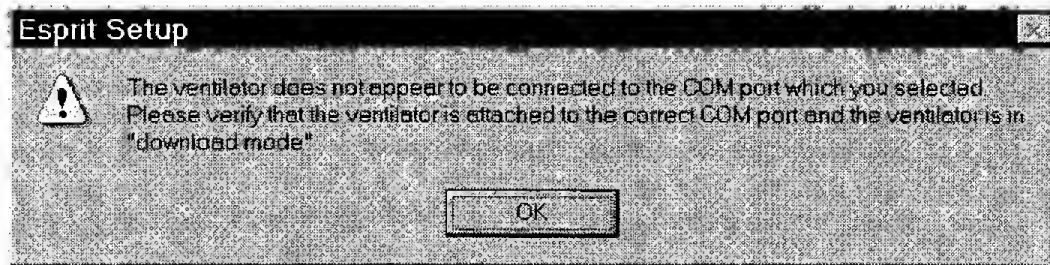 Esprit Setup
The ventilator does not appear to be connected to the COM port which you selected.
Please verify that the ventilator is attached to the correct COM port and the ventilator is in
"download mode"
OK